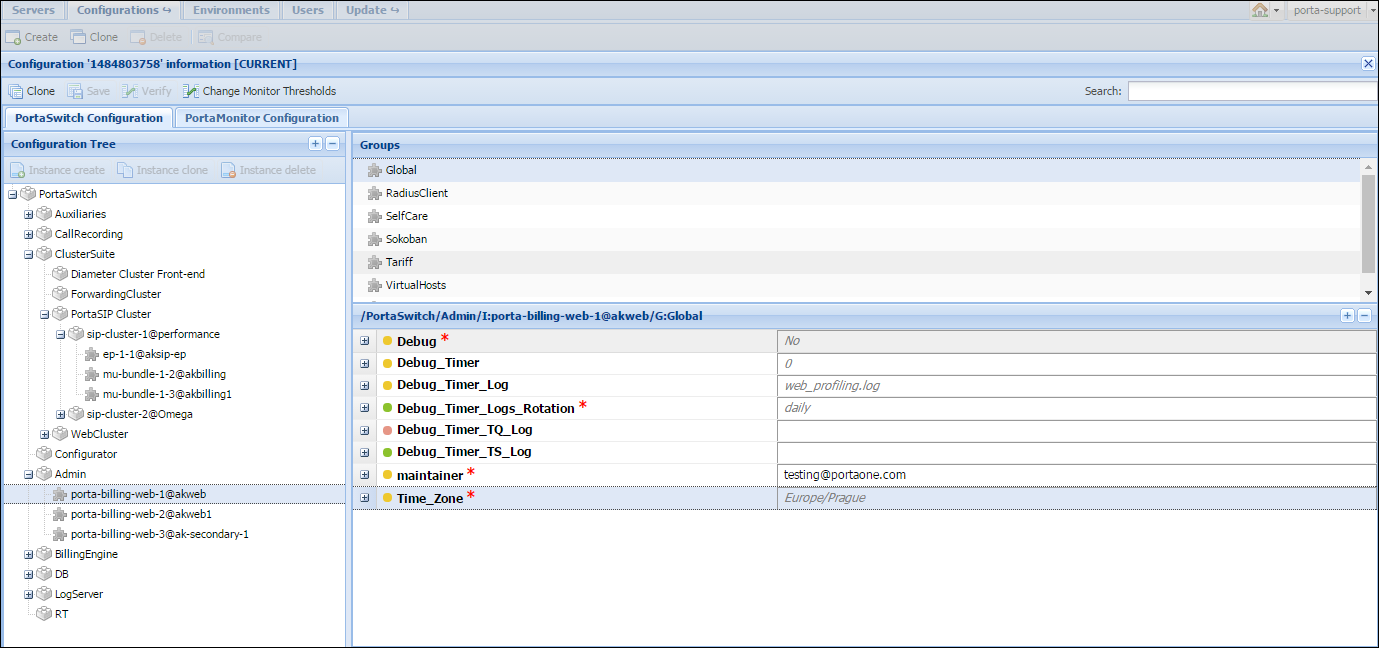 Servers Configurations ↪ Environments Users Update ↪ porta-support
Create Clone Delete Compare
Configuration '1484803758' information [CURRENT]
Clone Save Verify Change Monitor Thresholds Search:
PortaSwitch Configuration PortaMonitor Configuration
Configuration Tree
Instance create Instance clone Instance delete
PortaSwitch
Auxiliaries
CallRecording
ClusterSuite
Diameter Cluster Front-end
ForwardingCluster
PortaSIP Cluster
sip-cluster-1@performance
ep-1-1@aksip-ep
mu-bundle-1-2@akbilling
mu-bundle-1-3@akbilling1
sip-cluster-2@Omega
WebCluster
Configurator
Admin
porta-billing-web-1@akweb
porta-billing-web-2@akweb1
porta-billing-web-3@ak-secondary-1
BillingEngine
DB
LogServer
RT
Groups
Global
RadiusClient
SelfCare
Sokoban
Tariff
VirtualHosts
/PortaSwitch/Admin/I:porta-billing-web-1@akweb/G:Global
Debug * No
Debug_Timer 0
Debug_Timer_Log web_profiling.log
Debug_Timer_Logs_Rotation * daily
Debug_Timer_TQ_Log
Debug_Timer_TS_Log
maintainer * testing@portaone.com
Time_Zone * Europe/Prague